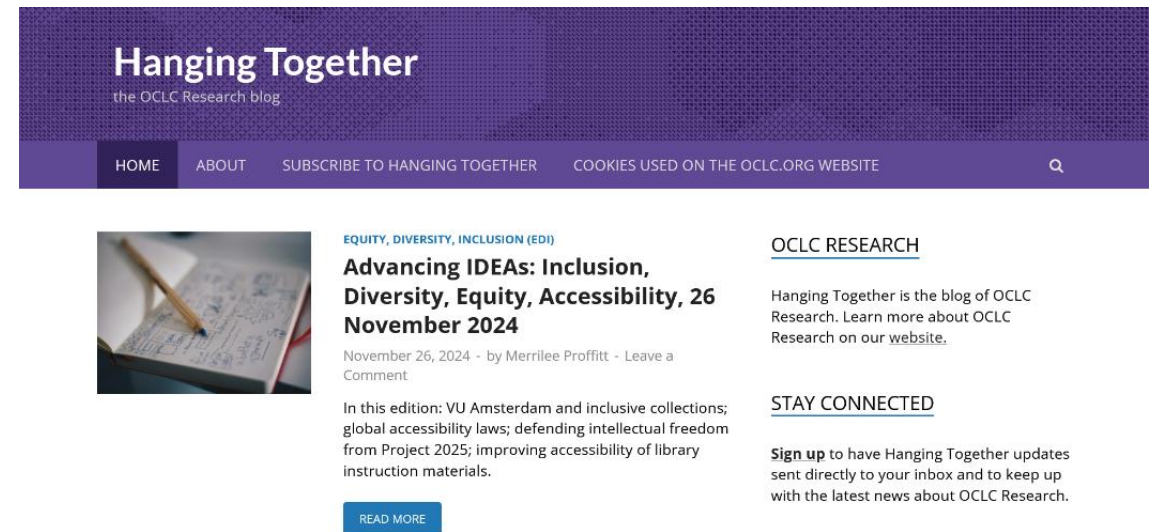 Hanging Together
the OCLC Research blog
HOME ABOUT SUBSCRIBE TO HANGING TOGETHER COOKIES USED ON THE OCLC.ORG WEBSITE
EQUITY, DIVERSITY, INCLUSION (EDI)
Advancing IDEAs: Inclusion,
Diversity, Equity, Accessibility, 26
November 2024
November 26, 2024 - by Merrilee Proffitt - Leave a
Comment
In this edition: VU Amsterdam and inclusive collections;
global accessibility laws; defending intellectual freedom
from Project 2025; improving accessibility of library
instruction materials.
READ MORE
OCLC RESEARCH
Hanging Together is the blog of OCLC
Research. Learn more about OCLC
Research on our website.
STAY CONNECTED
Sign up to have Hanging Together updates
sent directly to your inbox and to keep up
with the latest news about OCLC Research.